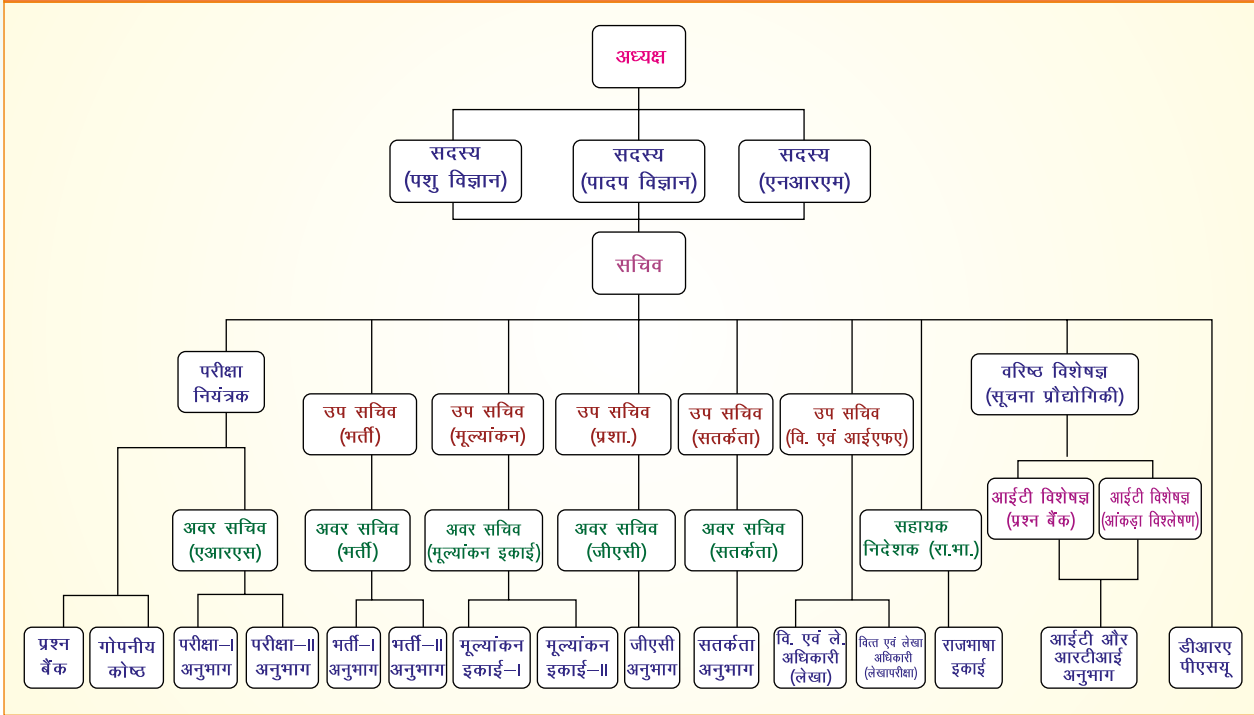 अध्यक्ष
सदस्य
(पशु विज्ञान)
सदस्य
(पादप विज्ञान)
सदस्य
(एनआरएम)
सचिव
परीक्षा
नियंत्रक
उप सचिव
(भर्ती)
उप सचिव
(मूल्यांकन)
उप सचिव
(प्रशा.)
उप सचिव
(सतर्कता)
उप सचिव
(वि. एवं आईएफए)
वरिष्ठ विशेषज्ञ
(सूचना प्रौद्योगिकी)
आईटी विशेषज्ञ
(प्रश्न बैंक)
आईटी विशेषज्ञ
(आंकड़ा विश्लेषण)
अवर सचिव
(एआरएस)
अवर सचिव
(भर्ती)
अवर सचिव
(मूल्यांकन इकाई)
अवर सचिव
(जीएसी)
अवर सचिव
(सतर्कता)
सहायक
निदेशक (रा.भा.)
प्रश्न
बैंक
गोपनीय
कोष्ठ
परीक्षा–I
अनुभाग
परीक्षा–II
अनुभाग
भर्ती–I
अनुभाग
भर्ती–II
अनुभाग
मूल्यांकन
इकाई–I
मूल्यांकन
इकाई–II
जीएसी
अनुभाग
सतर्कता
अनुभाग
वि. एवं ले.
अधिकारी
(लेखा)
वित्त एवं लेखा
अधिकारी
(लेखापरीक्षा)
राजभाषा
इकाई
आईटी और
आरटीआई
अनुभाग
डीआरए
पीएसयू